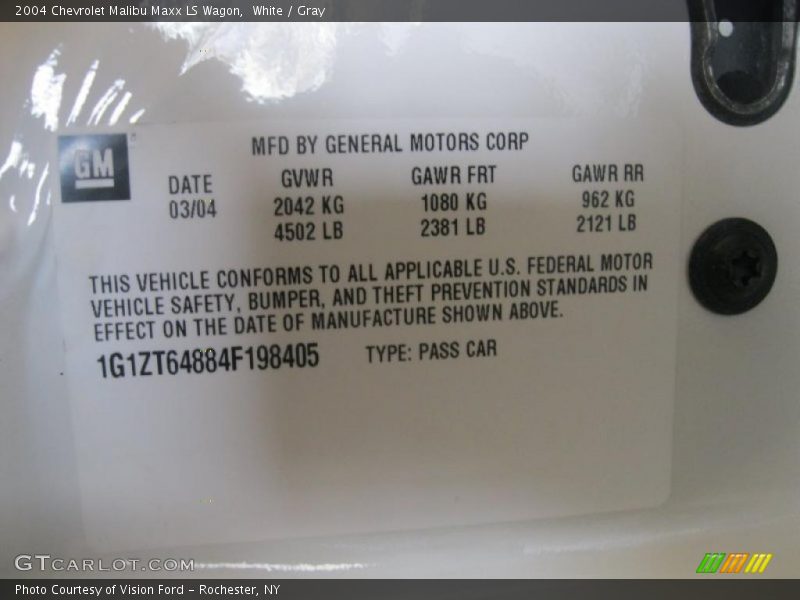 2004 Chevrolet Malibu Maxx LS Wagon,  White / Gray
MFD BY GENERAL MOTORS CORP
GM
DATE GVWR GAWR FRT GAWR RR
03/04 2042 KG 1080 KG 962 KG
4502 LB 2381 LB 2121 LB
THIS VEHICLE CONFORMS TO ALL APPLICABLE U.S. FEDERAL MOTOR
VEHICLE SAFETY, BUMPER, AND THEFT PREVENTION STANDARDS IN
EFFECT ON THE DATE OF MANUFACTURE SHOWN ABOVE.
1G1ZT64884F198405 TYPE: PASS CAR
GTCARLOT.COM
Photo Courtesy of Vision Ford - Rochester, NY